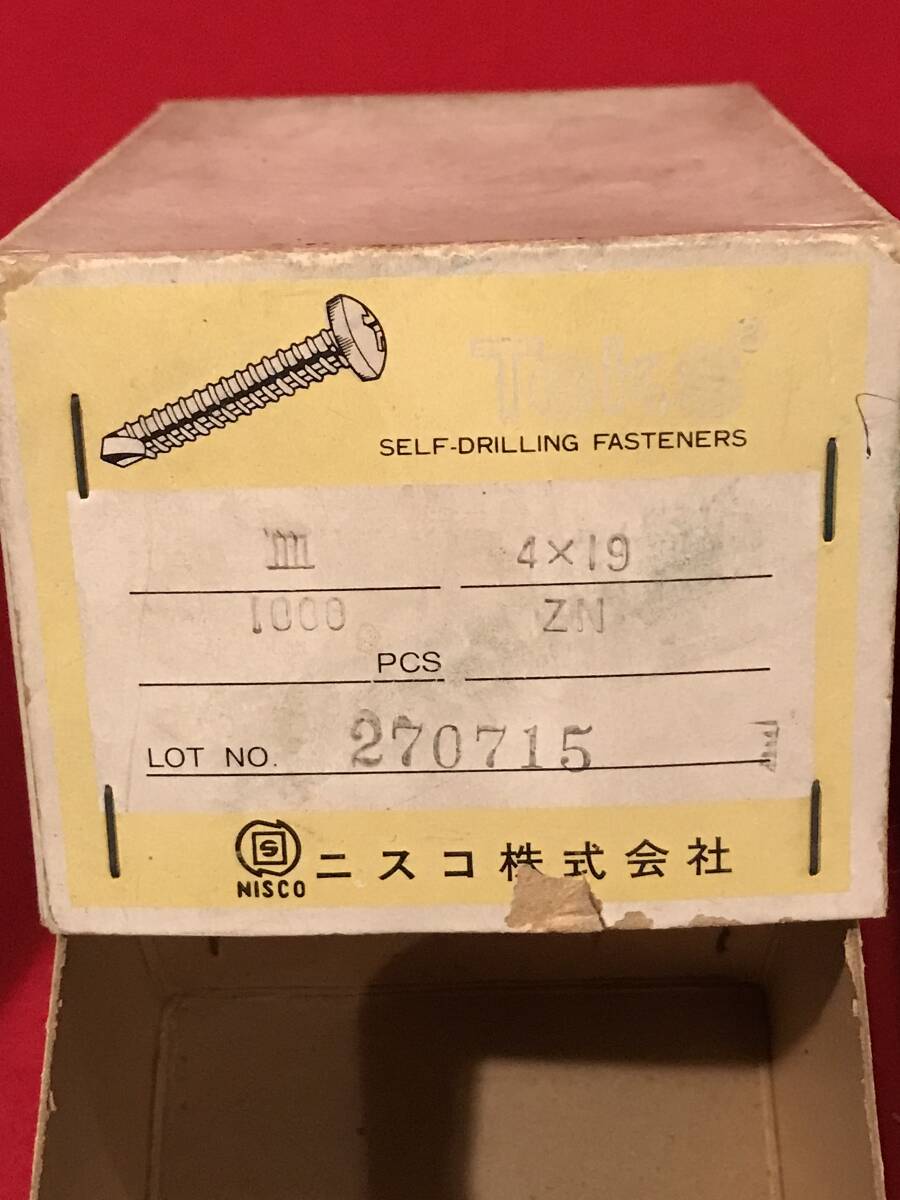 Teks®
SELF-DRILLING FASTENERS
皿 4×19
1000 PCS ZN
LOT NO. 270715
S
NISCO ニスコ株式会社